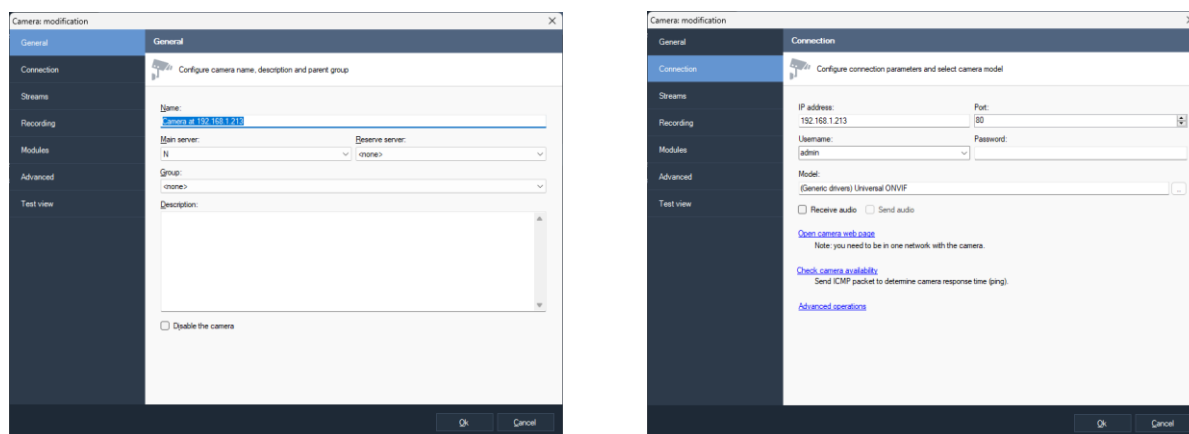 Camera: modification
General
Connection
Streams
Recording
Modules
Advanced
Test view
General
Configure camera name, description and parent group
Name:
Camera at 192.168.1.213
Main server:
Reserve server:
N
<none>
Group:
<none>
Description:
Disable the camera
Ok
Cancel
Camera: modification
General
Connection
Streams
Recording
Modules
Advanced
Test view
Connection
Configure connection parameters and select camera model
IP address:
Port:
192.168.1.213
80
Username:
Password:
admin
Model:
(Generic drivers) Universal ONVIF
...
Receive audio
Send audio
Open camera web page
Note: you need to be in one network with the camera.
Check camera availability
Send ICMP packet to determine camera response time (ping).
Advanced operations
Ok
Cancel